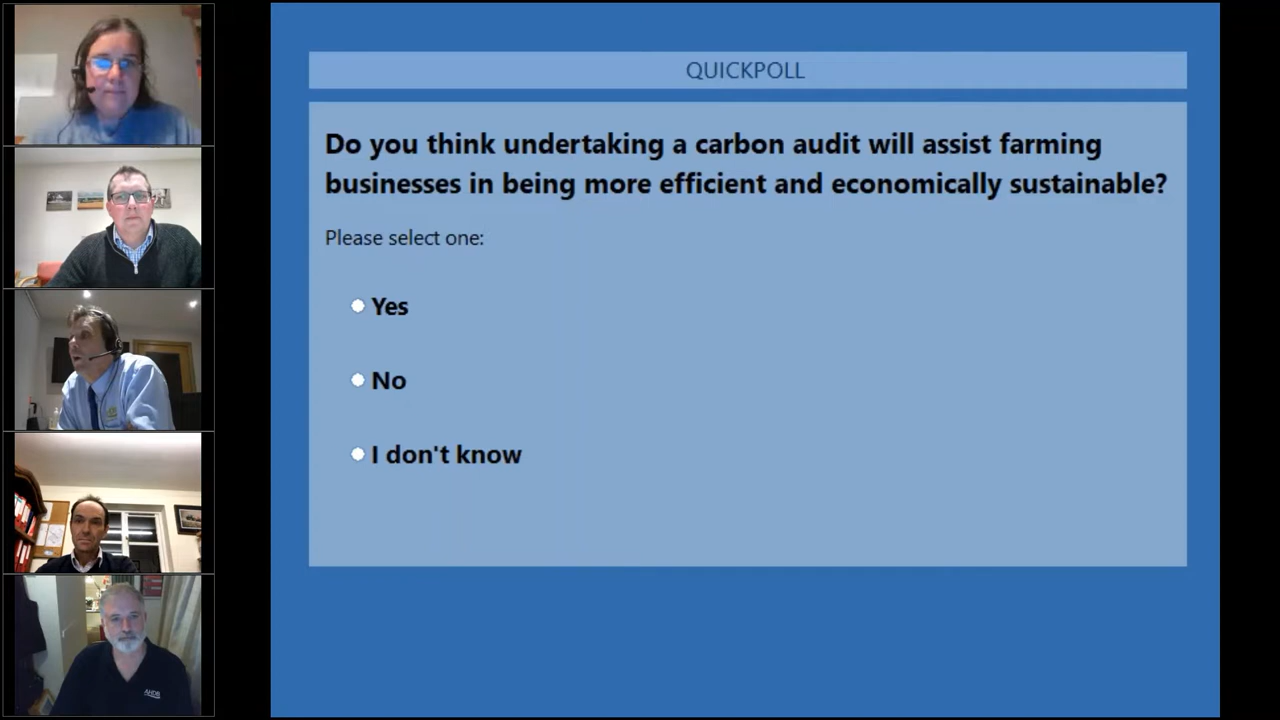 QUICKPOLL
Do you think undertaking a carbon audit will assist farming
businesses in being more efficient and economically sustainable?
Please select one:
Yes
No
I don't know
AHDB